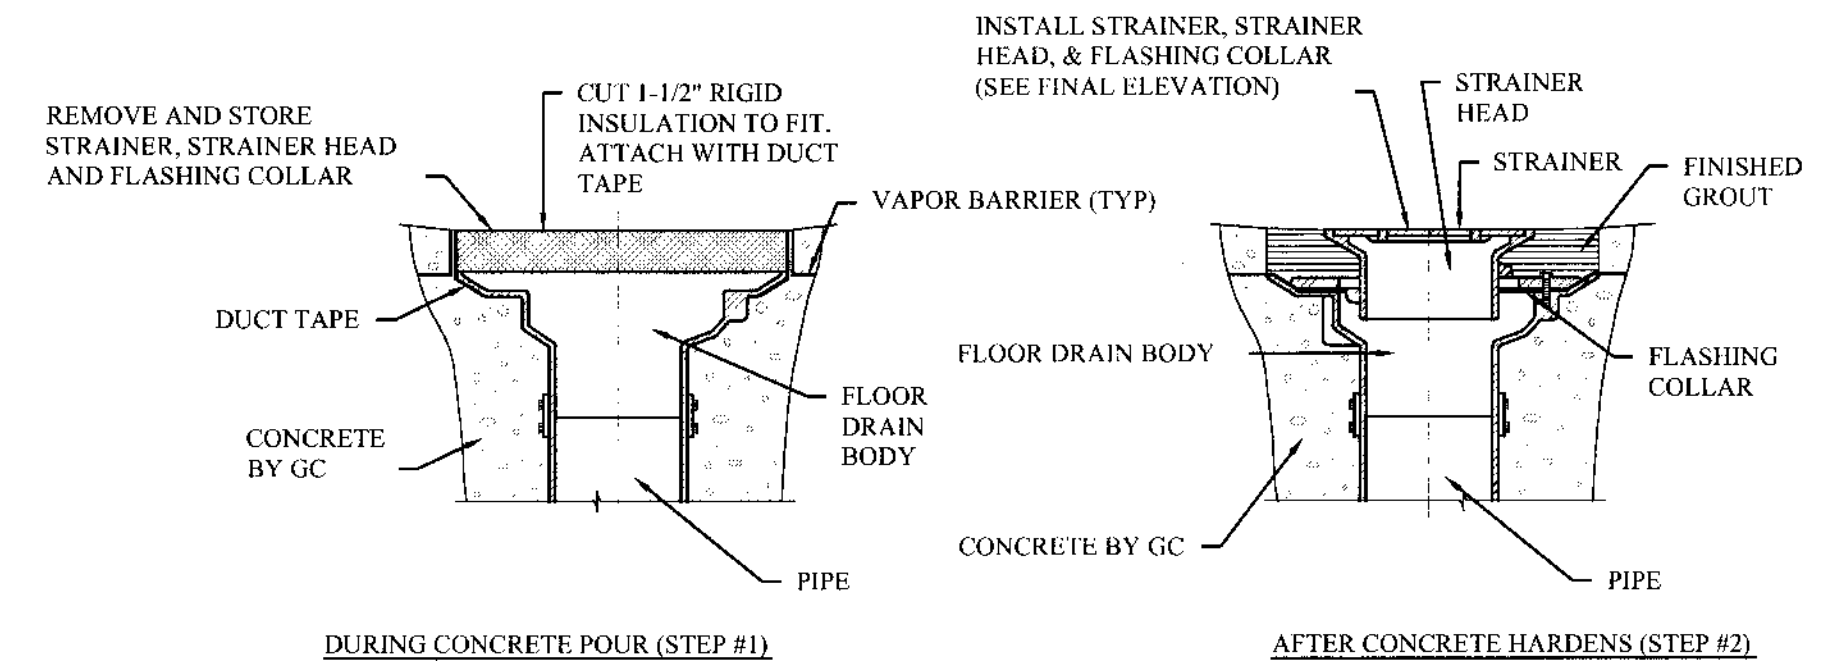 REMOVE AND STORE
STRAINER, STRAINER HEAD
AND FLASHING COLLAR
CUT 1-1/2" RIGID
INSULATION TO FIT.
ATTACH WITH DUCT
TAPE
VAPOR BARRIER (TYP)
DUCT TAPE
CONCRETE
BY GC
FLOOR
DRAIN
BODY
PIPE
DURING CONCRETE POUR (STEP #1)
INSTALL STRAINER, STRAINER
HEAD, & FLASHING COLLAR
(SEE FINAL ELEVATION)
STRAINER
HEAD
STRAINER
FINISHED
GROUT
FLOOR DRAIN BODY
FLASHING
COLLAR
CONCRETE BY GC
PIPE
AFTER CONCRETE HARDENS (STEP #2)